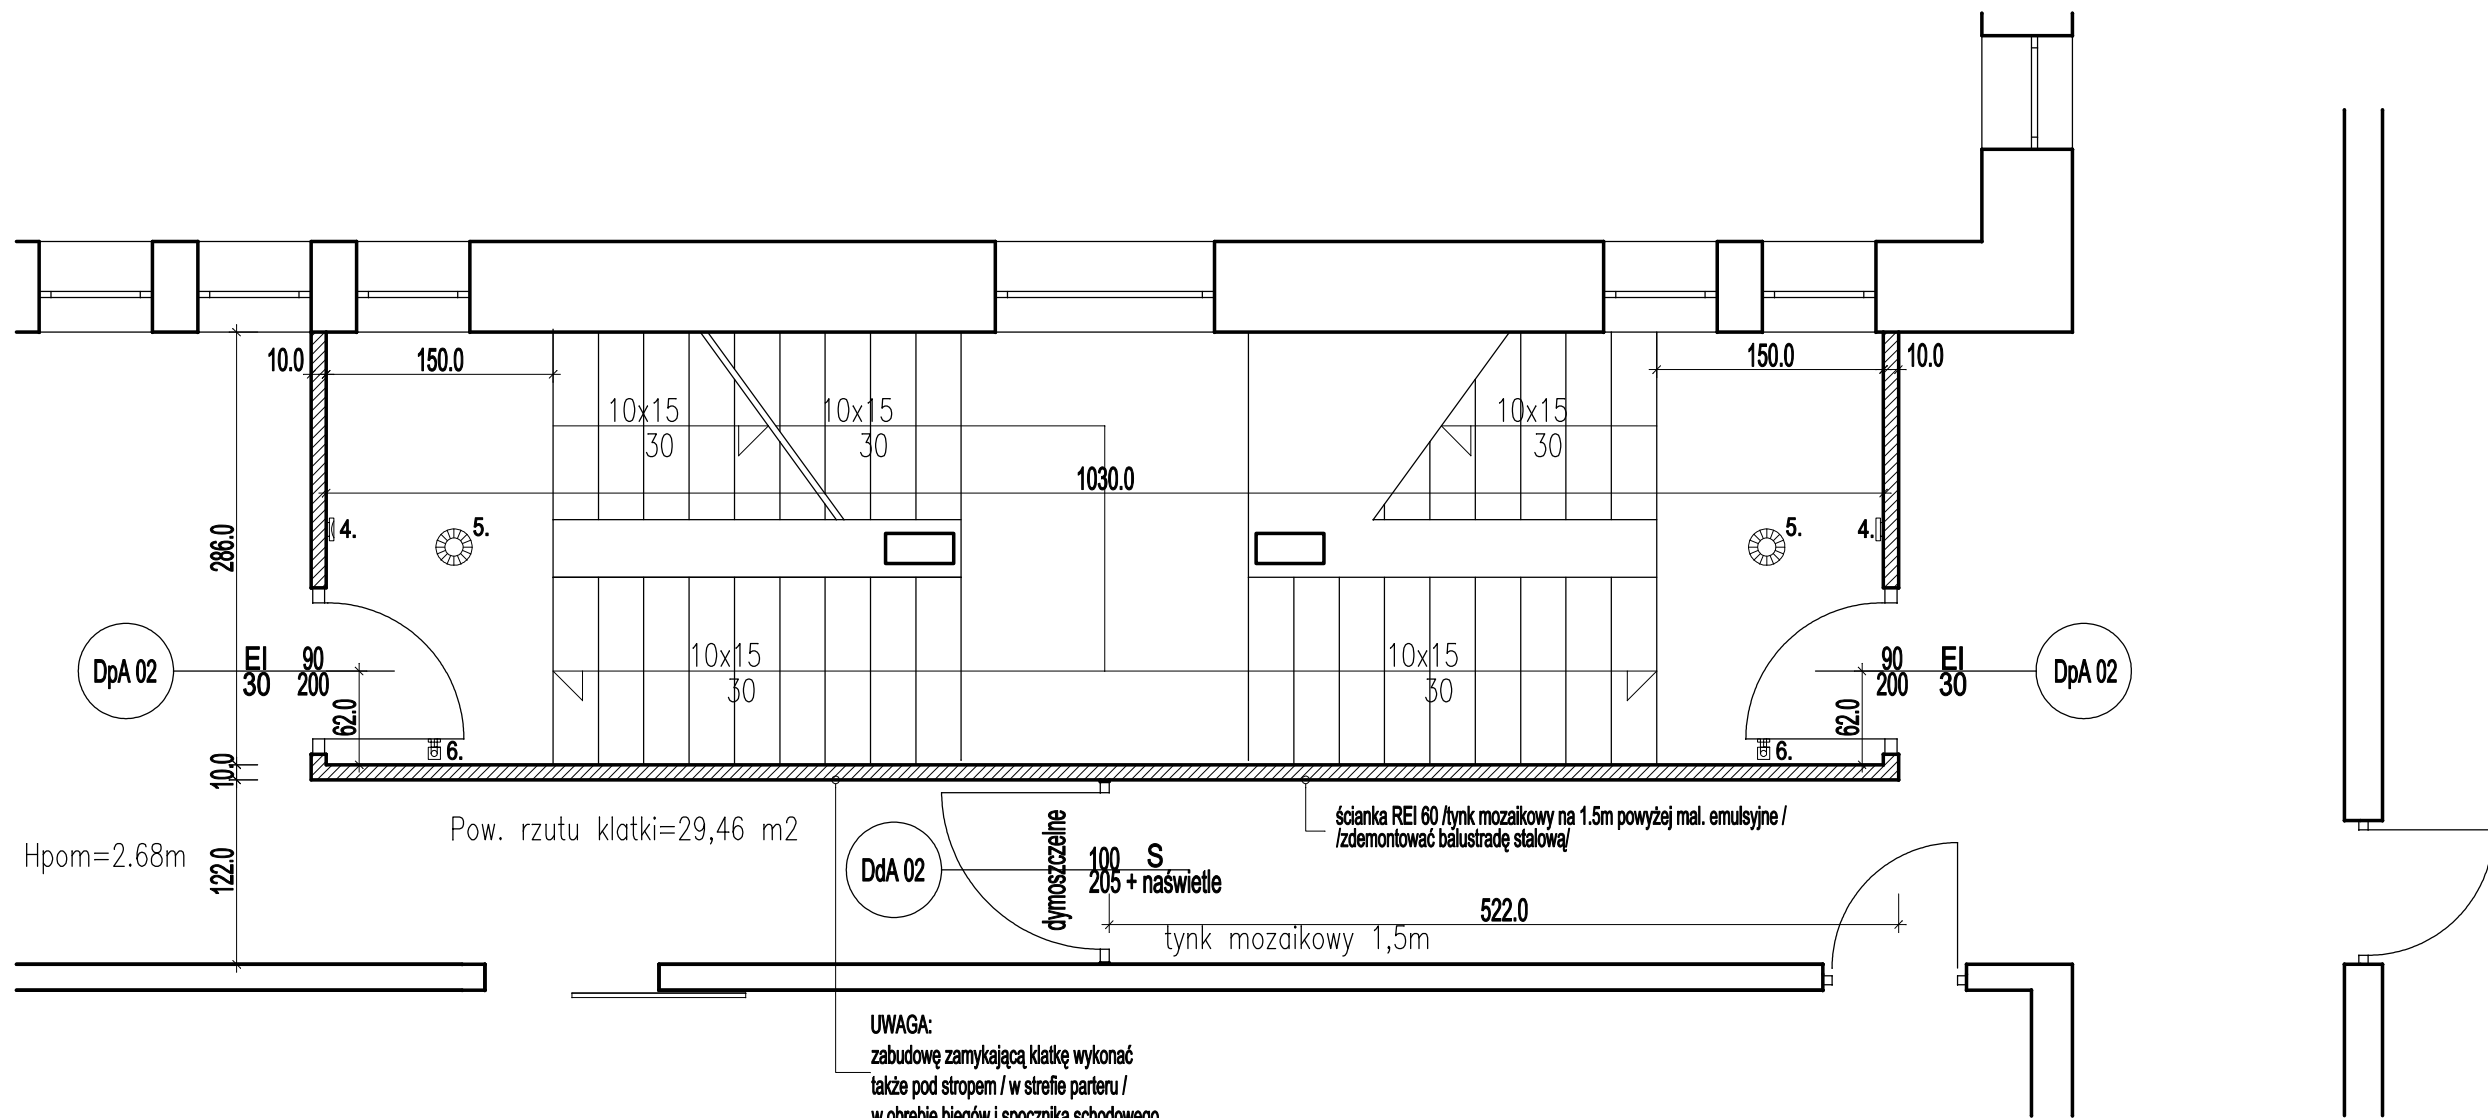 10.0
150.0
150.0
10.0
10x15
30
10x15
30
10x15
30
1030.0
286.0
4.
5.
5.
4.
DpA 02
EI
30
90
200
62.0
10x15
30
10x15
30
62.0
90
200
EI
30
DpA 02
6.
6.
10.0
Pow. rzutu klatki=29,46 m2
Hpom=2.68m
122.0
DdA 02
dymoszczelne
100 S
205 + naświetle
ścianka REI 60 /tynk mozaikowy na 1.5m powyżej mal. emulsyjne /
/zdemontować balustradę stalową/
522.0
tynk mozaikowy 1,5m
UWAGA:
zabudowę zamykającą klatkę wykonać
także pod stropem / w strefie parteru /
w obrębie biegów i spocznika schodowego